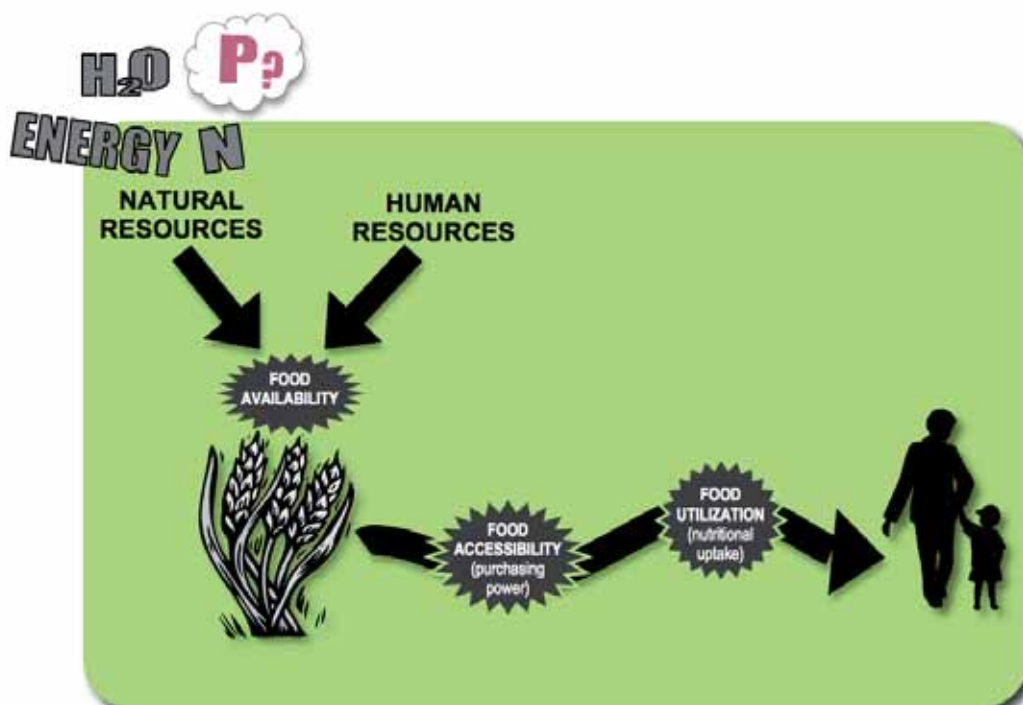 H2O
P?
ENERGY N
NATURAL
RESOURCES
HUMAN
RESOURCES
FOOD
AVAILABILITY
FOOD
ACCESSIBILITY
(purchasing
power)
FOOD
UTILIZATION
(nutritional
uptake)